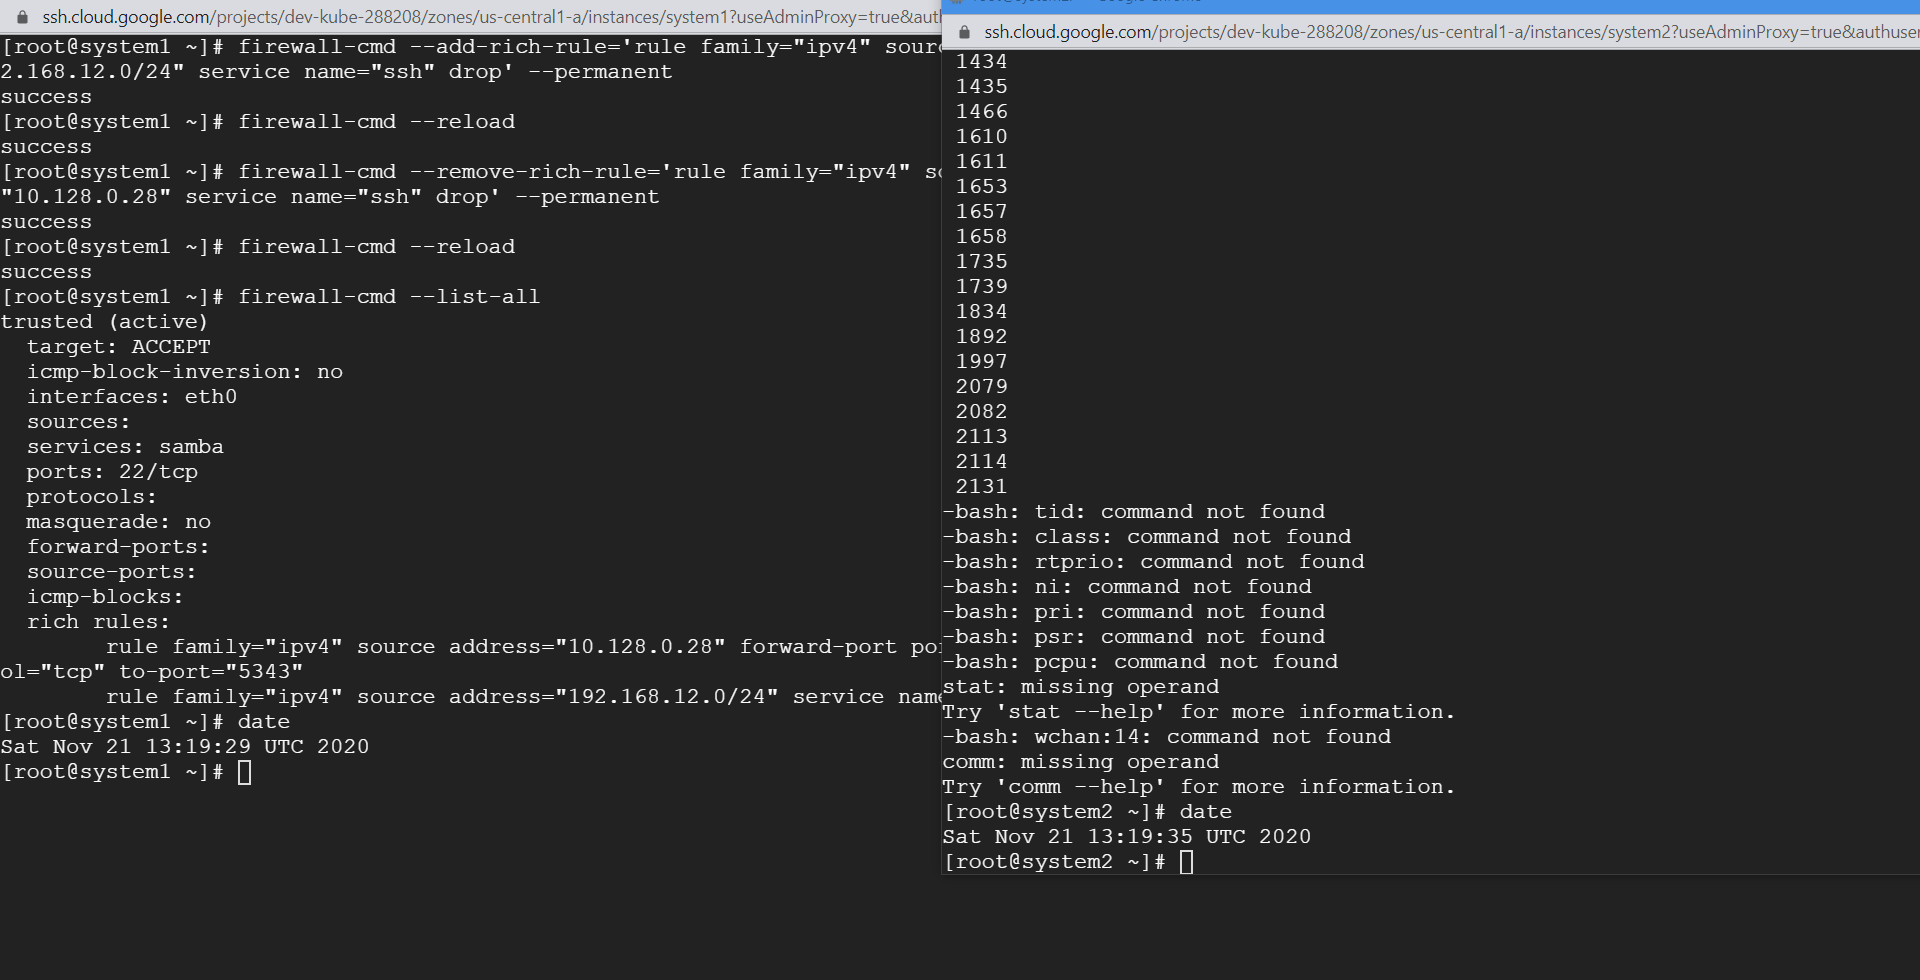 ssh.cloud.google.com/projects/dev-kube-288208/zones/us-central1-a/instances/system1?useAdminProxy=true&auth
[root@system1 ~]# firewall-cmd --add-rich-rule='rule family="ipv4" sour
2.168.12.0/24" service name="ssh" drop' --permanent
success
[root@system1 ~]# firewall-cmd --reload
success
[root@system1 ~]# firewall-cmd --remove-rich-rule='rule family="ipv4" so
"10.128.0.28" service name="ssh" drop' --permanent
success
[root@system1 ~]# firewall-cmd --reload
success
[root@system1 ~]# firewall-cmd --list-all
trusted (active)
  target: ACCEPT
  icmp-block-inversion: no
  interfaces: eth0
  sources:
  services: samba
  ports: 22/tcp
  protocols:
  masquerade: no
  forward-ports:
  source-ports:
  icmp-blocks:
  rich rules:
        rule family="ipv4" source address="10.128.0.28" forward-port por
ol="tcp" to-port="5343"
        rule family="ipv4" source address="192.168.12.0/24" service name
[root@system1 ~]# date
Sat Nov 21 13:19:29 UTC 2020
[root@system1 ~]#
ssh.cloud.google.com/projects/dev-kube-288208/zones/us-central1-a/instances/system2?useAdminProxy=true&authuser
1434
1435
1466
1610
1611
1653
1657
1658
1735
1739
1834
1892
1997
2079
2082
2113
2114
2131
-bash: tid: command not found
-bash: class: command not found
-bash: rtprio: command not found
-bash: ni: command not found
-bash: pri: command not found
-bash: psr: command not found
-bash: pcpu: command not found
stat: missing operand
Try 'stat --help' for more information.
-bash: wchan:14: command not found
comm: missing operand
Try 'comm --help' for more information.
[root@system2 ~]# date
Sat Nov 21 13:19:35 UTC 2020
[root@system2 ~]#